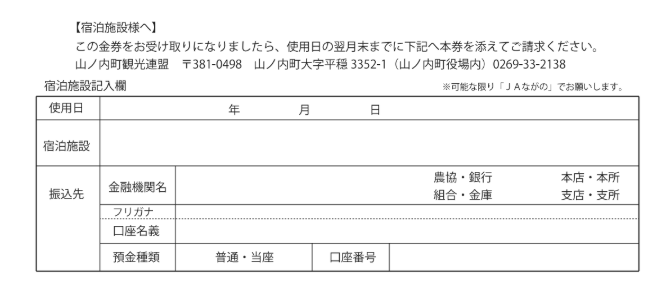 【宿泊施設様へ】
この金券をお受け取りになりましたら、使用日の翌月末までに下記へ本券を添えてご請求ください。
山ノ内町観光連盟　〒381-0498　山ノ内町大字平穏 3352-1（山ノ内町役場内）0269-33-2138
宿泊施設記入欄　※可能な限り「ＪＡながの」でお願いします。
使用日　年　月　日
宿泊施設
振込先　金融機関名　農協・銀行　本店・本所
組合・金庫　支店・支所
フリガナ
口座名義
預金種類　普通・当座　口座番号